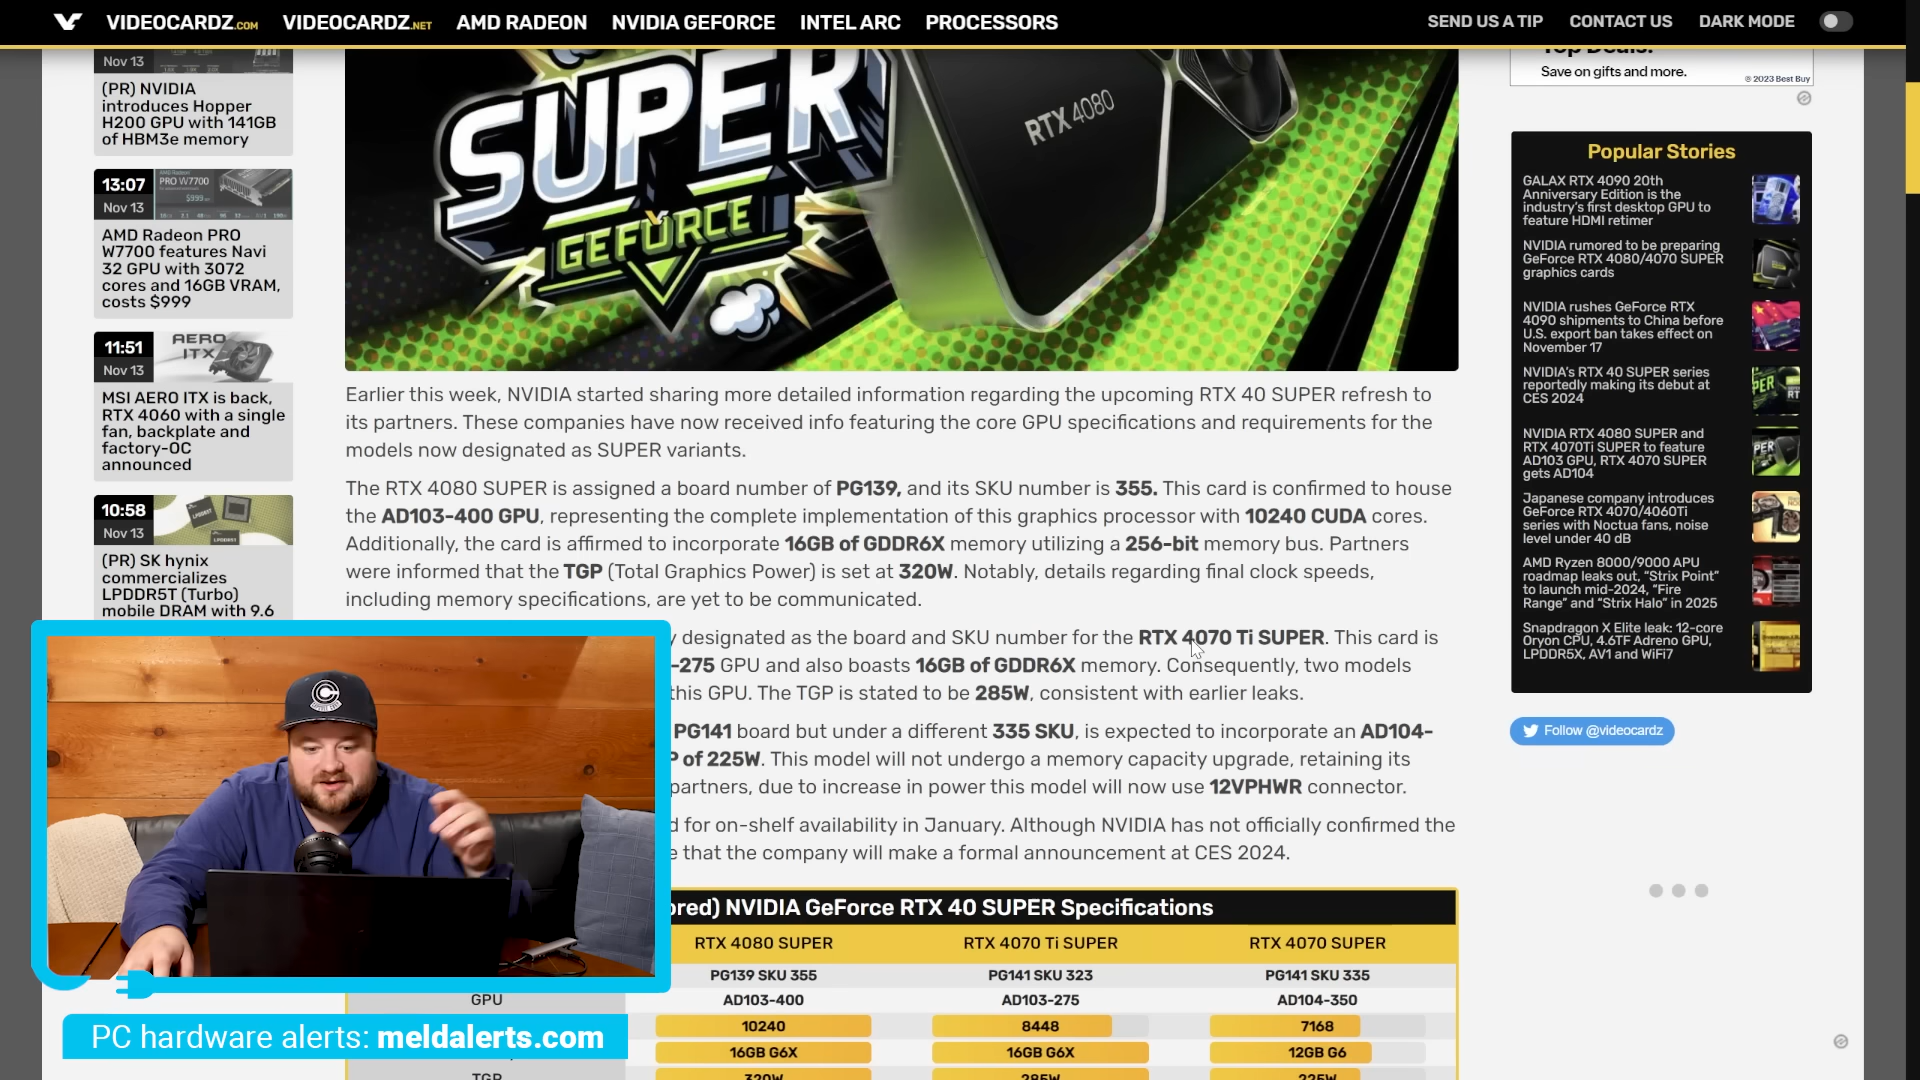 VIDEOCARDZ.COM VIDEOCARDZ.NET AMD RADEON NVIDIA GEFORCE INTEL ARC PROCESSORS SEND US A TIP CONTACT US DARK MODE
Nov 13
(PR) NVIDIA
introduces Hopper
H200 GPU with 141GB
of HBM3e memory
13:07
Nov 13
AMD Radeon
PRO W7700
$999
AMD Radeon PRO
W7700 features Navi
32 GPU with 3072
cores and 16GB VRAM,
costs $999
11:51
Nov 13
AERO
ITX
MSI AERO ITX is back,
RTX 4060 with a single
fan, backplate and
factory-OC
announced
10:58
Nov 13
(PR) SK hynix
commercializes
LPDDR5T (Turbo)
mobile DRAM with 9.6
SUPER
GEFORCE
RTX 4080
Earlier this week, NVIDIA started sharing more detailed information regarding the upcoming RTX 40 SUPER refresh to
its partners. These companies have now received info featuring the core GPU specifications and requirements for the
models now designated as SUPER variants.
The RTX 4080 SUPER is assigned a board number of PG139, and its SKU number is 355. This card is confirmed to house
the AD103-400 GPU, representing the complete implementation of this graphics processor with 10240 CUDA cores.
Additionally, the card is affirmed to incorporate 16GB of GDDR6X memory utilizing a 256-bit memory bus. Partners
were informed that the TGP (Total Graphics Power) is set at 320W. Notably, details regarding final clock speeds,
including memory specifications, are yet to be communicated.
y designated as the board and SKU number for the RTX 4070 Ti SUPER. This card is
-275 GPU and also boasts 16GB of GDDR6X memory. Consequently, two models
this GPU. The TGP is stated to be 285W, consistent with earlier leaks.
PG141 board but under a different 335 SKU, is expected to incorporate an AD104-
P of 225W. This model will not undergo a memory capacity upgrade, retaining its
partners, due to increase in power this model will now use 12VPHWR connector.
d for on-shelf availability in January. Although NVIDIA has not officially confirmed the
e that the company will make a formal announcement at CES 2024.
ored) NVIDIA GeForce RTX 40 SUPER Specifications
RTX 4080 SUPER RTX 4070 Ti SUPER RTX 4070 SUPER
PG139 SKU 355 PG141 SKU 323 PG141 SKU 335
GPU AD103-400 AD103-275 AD104-350
10240 8448 7168
16GB G6X 16GB G6X 12GB G6
TGP 320W 285W 225W
PC hardware alerts: meldalerts.com
Top Deals.
Save on gifts and more.
© 2023 Best Buy
Popular Stories
GALAX RTX 4090 20th
Anniversary Edition is the
industry's first desktop GPU to
feature HDMI retimer
NVIDIA rumored to be preparing
GeForce RTX 4080/4070 SUPER
graphics cards
NVIDIA rushes GeForce RTX
4090 shipments to China before
U.S. export ban takes effect on
November 17
NVIDIA's RTX 40 SUPER series
reportedly making its debut at
CES 2024
NVIDIA RTX 4080 SUPER and
RTX 4070Ti SUPER to feature
AD103 GPU, RTX 4070 SUPER
gets AD104
Japanese company introduces
GeForce RTX 4070/4060Ti
series with Noctua fans, noise
level under 40 dB
AMD Ryzen 8000/9000 APU
roadmap leaks out, "Strix Point"
to launch mid-2024, "Fire
Range" and "Strix Halo" in 2025
Snapdragon X Elite leak: 12-core
Oryon CPU, 4.6TF Adreno GPU,
LPDDR5X, AV1 and WiFi7
Follow @videocardz